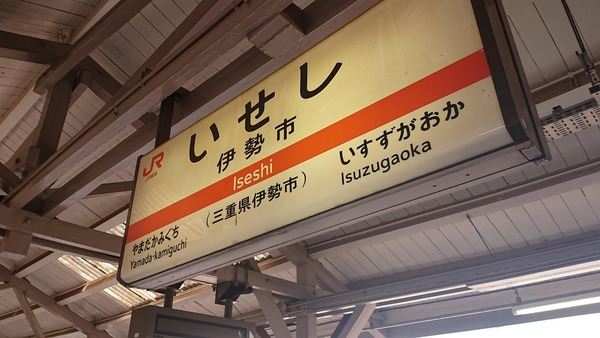 JR
いせし
伊勢市
Iseshi
(三重県伊勢市)
やまだかみぐち
Yamada-kamiguchi
いすずがおか
Isuzugaoka